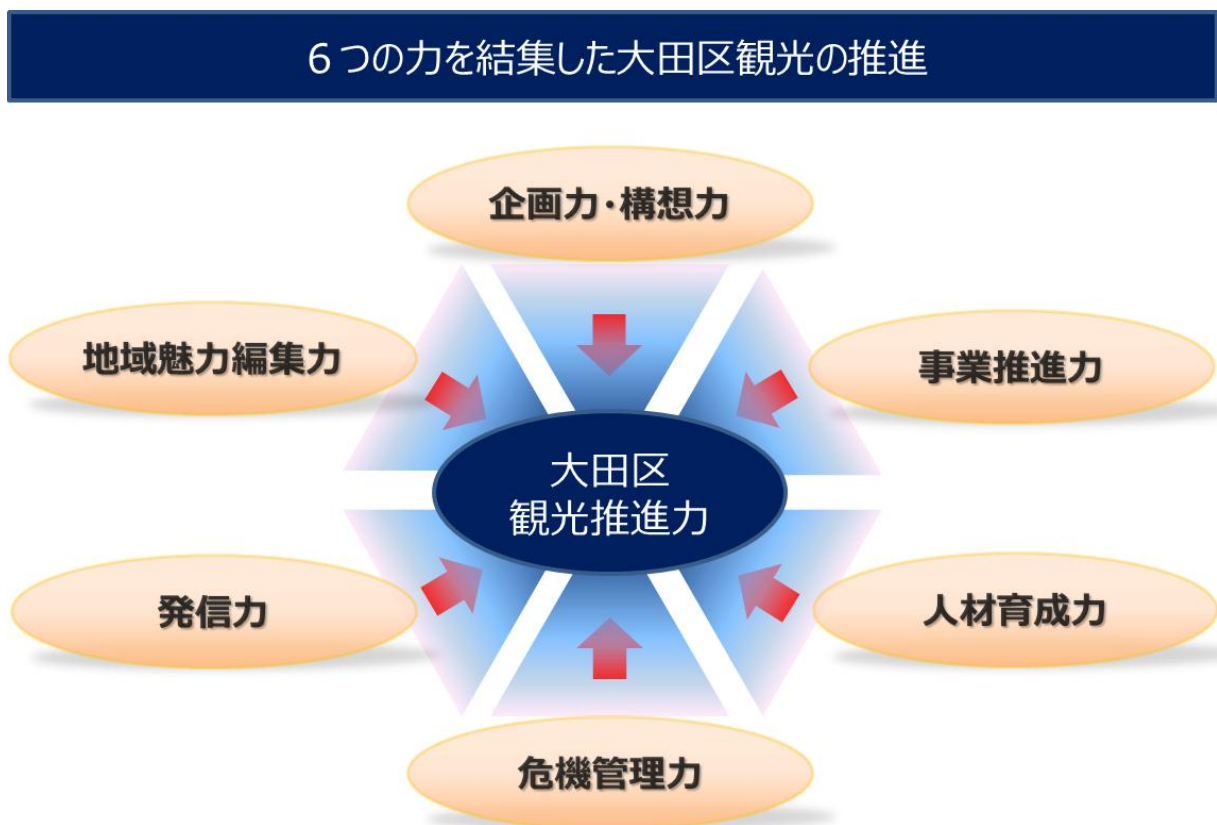 ６つの力を結集した大田区観光の推進
企画力・構想力
地域魅力編集力
事業推進力
大田区
観光推進力
発信力
人材育成力
危機管理力